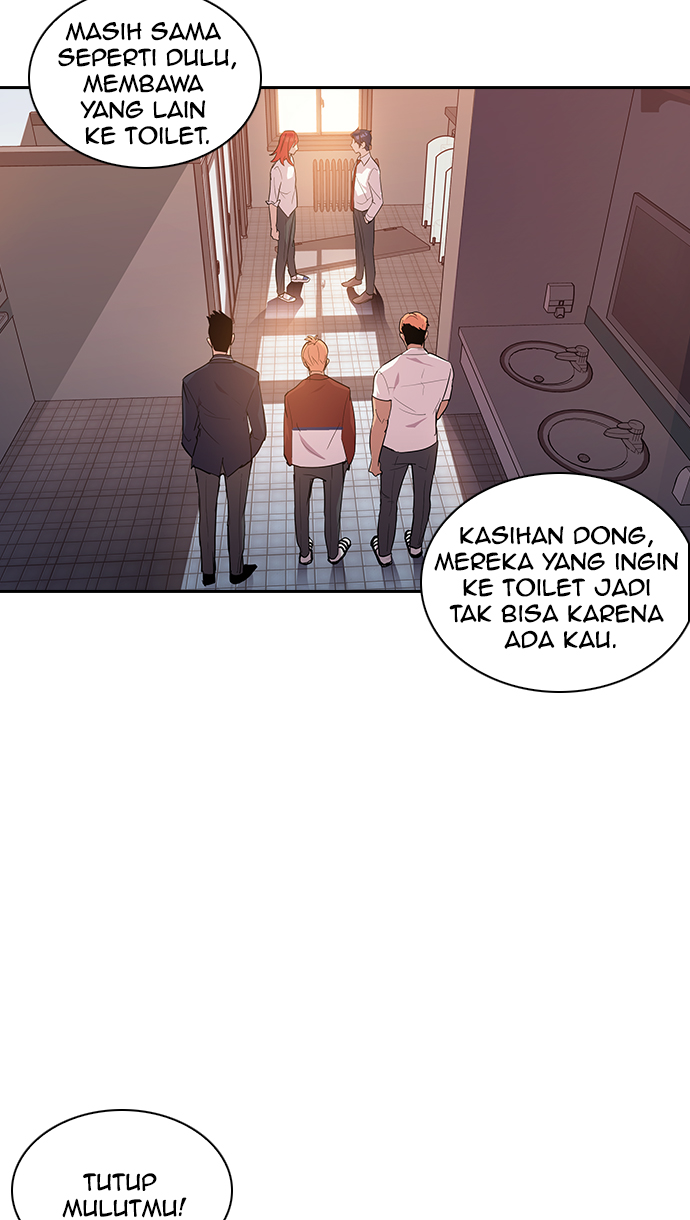 MASIH SAMA
SEPERTI DULU,
MEMBAWA
YANG LAIN
KE TOILET.
KASIHAN DONG,
MEREKA YANG INGIN
KE TOILET JADI
TAK BISA KARENA
ADA KAU.
TUTUP
MULUTMU!